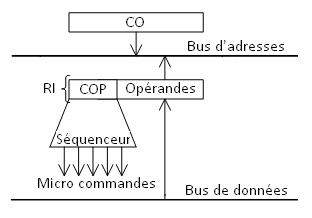 CO
Bus d'adresses
RI COP Opérandes
Séquenceur
Micro commandes
Bus de données